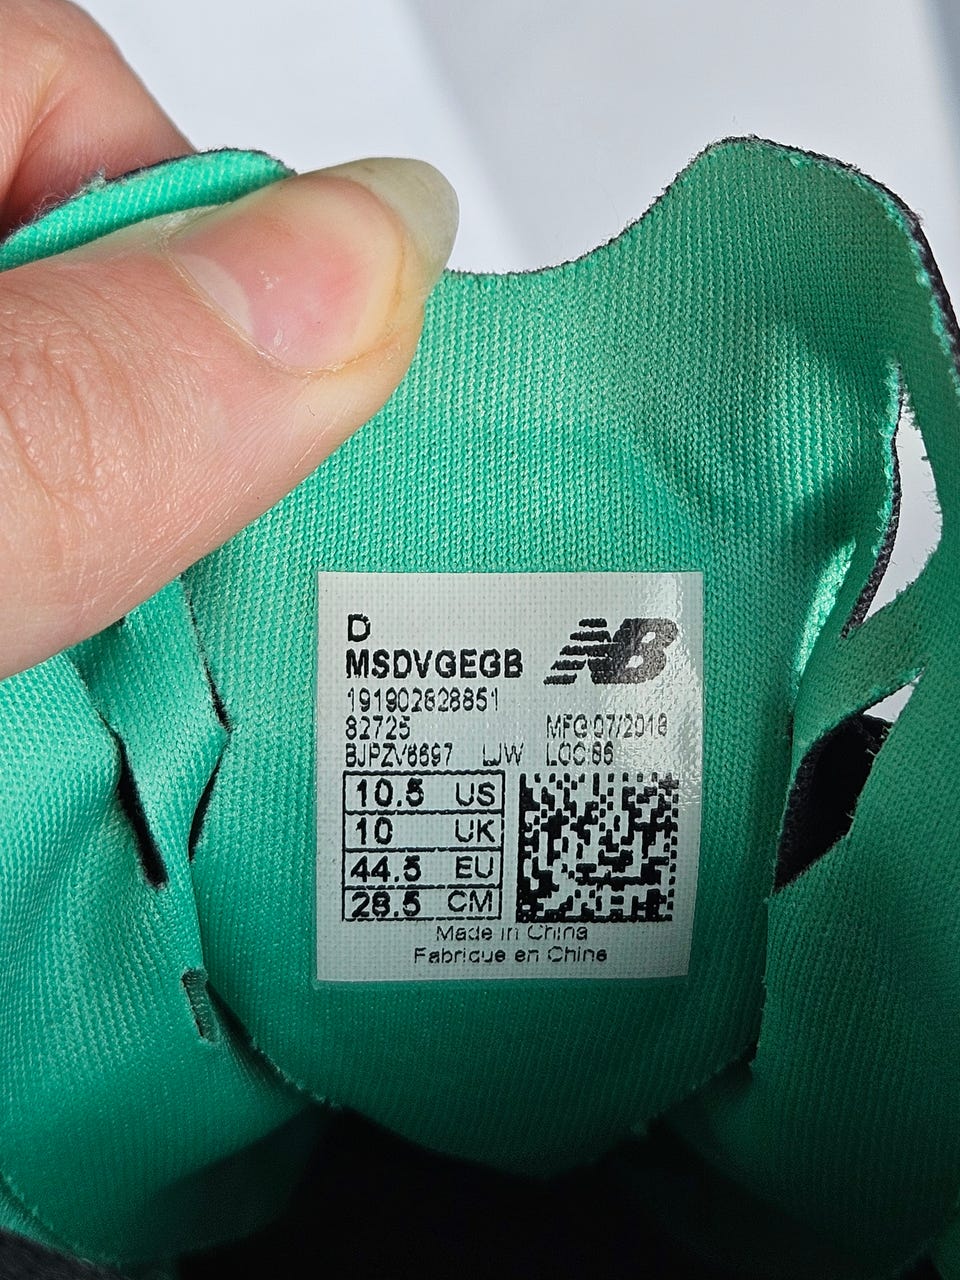 D
MSDVGEGB
NB
191902628851
82725 MFG:07/2018
BJPZV6697 LJW LOC:86
10.5 US
10 UK
44.5 EU
28.5 CM
Made in China
Fabrique en Chine